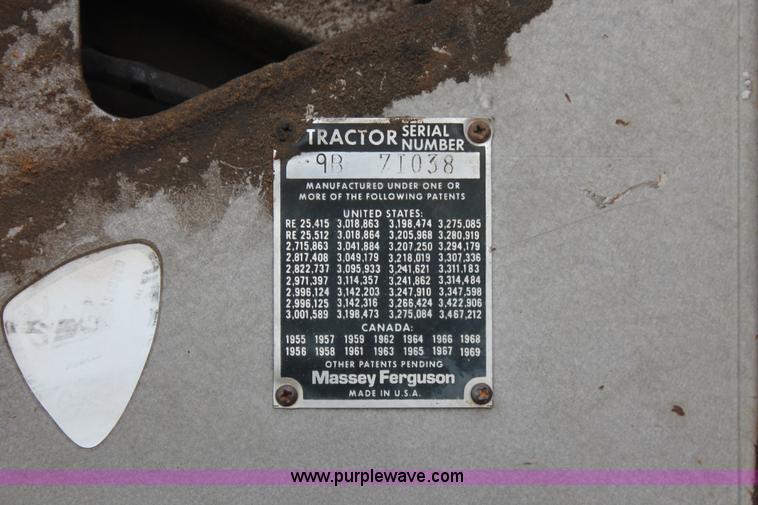 TRACTOR SERIAL NUMBER
9B 71038
MANUFACTURED UNDER ONE OR
MORE OF THE FOLLOWING PATENTS
UNITED STATES:
RE 25,415 3,018,863 3,198,474 3,275,085
RE 25,512 3,018,864 3,205,968 3,280,919
2,715,863 3,041,884 3,207,250 3,294,179
2,817,408 3,049,179 3,218,019 3,307,336
2,822,737 3,095,933 3,241,621 3,311,183
2,971,397 3,114,357 3,241,862 3,314,484
2,996,124 3,142,203 3,247,910 3,347,598
2,996,125 3,142,316 3,266,424 3,422,906
3,001,589 3,198,473 3,275,084 3,467,212
CANADA:
1955 1957 1959 1962 1964 1966 1968
1956 1958 1961 1963 1965 1967 1969
OTHER PATENTS PENDING
Massey Ferguson
MADE IN U.S.A.
www.purplewave.com